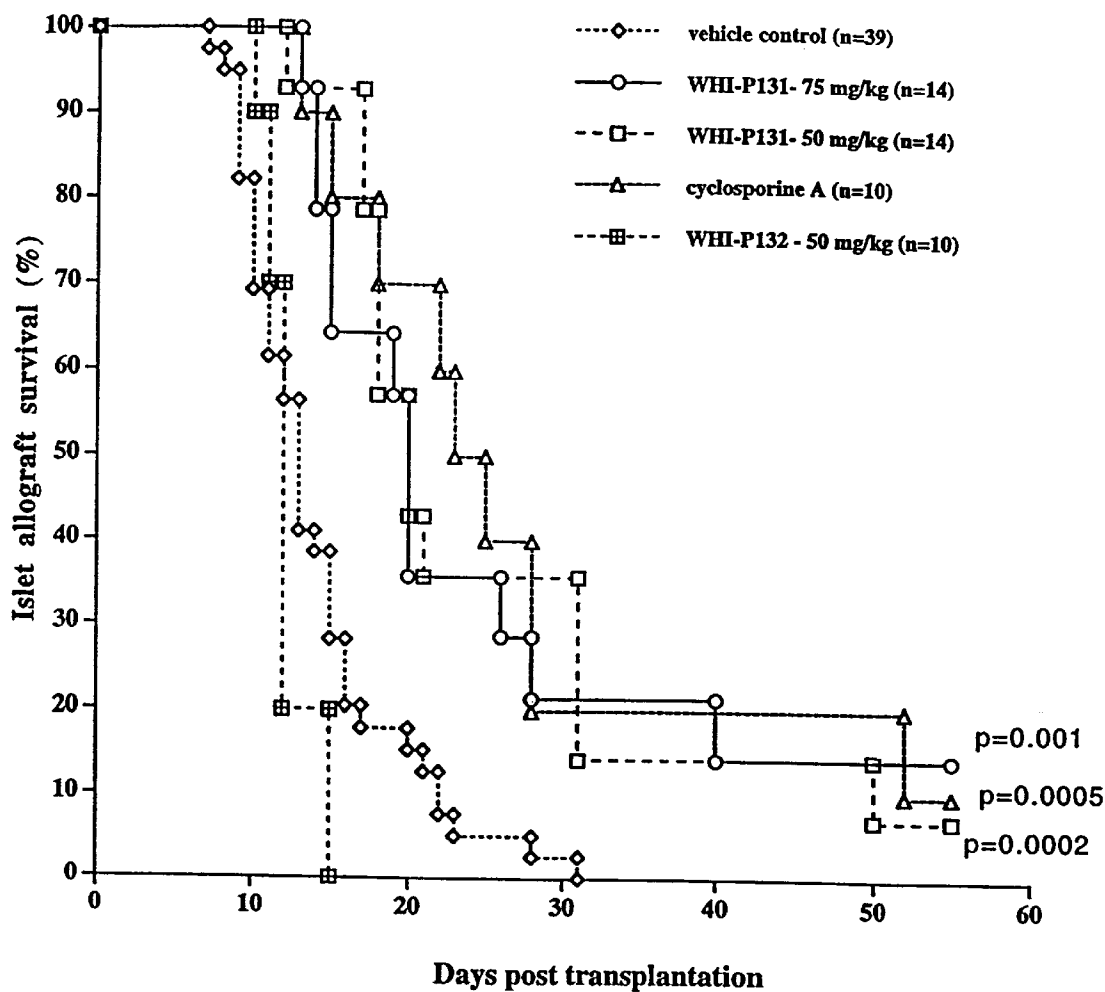 100
90
80
70
60
50
40
30
20
10
0
Islet allograft survival (%)
vehicle control (n=39)
WHI-P131- 75 mg/kg (n=14)
WHI-P131- 50 mg/kg (n=14)
cyclosporine A (n=10)
WHI-P132 - 50 mg/kg (n=10)
p=0.001
p=0.0005
p=0.0002
0 10 20 30 40 50 60
Days post transplantation